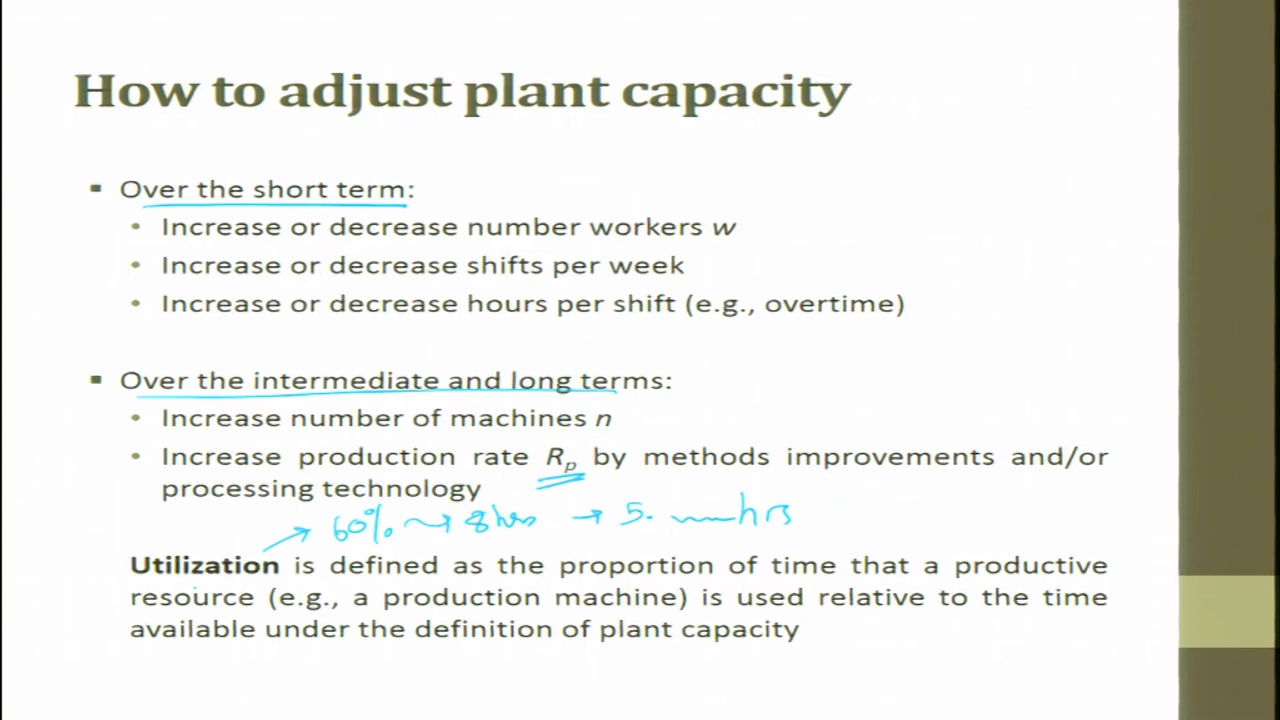 How to adjust plant capacity
▪ Over the short term:
• Increase or decrease number workers w
• Increase or decrease shifts per week
• Increase or decrease hours per shift (e.g., overtime)
▪ Over the intermediate and long terms:
• Increase number of machines n
• Increase production rate Rp by methods improvements and/or
processing technology
→ 60% → 8 hrs → 5. hrs
Utilization is defined as the proportion of time that a productive
resource (e.g., a production machine) is used relative to the time
available under the definition of plant capacity